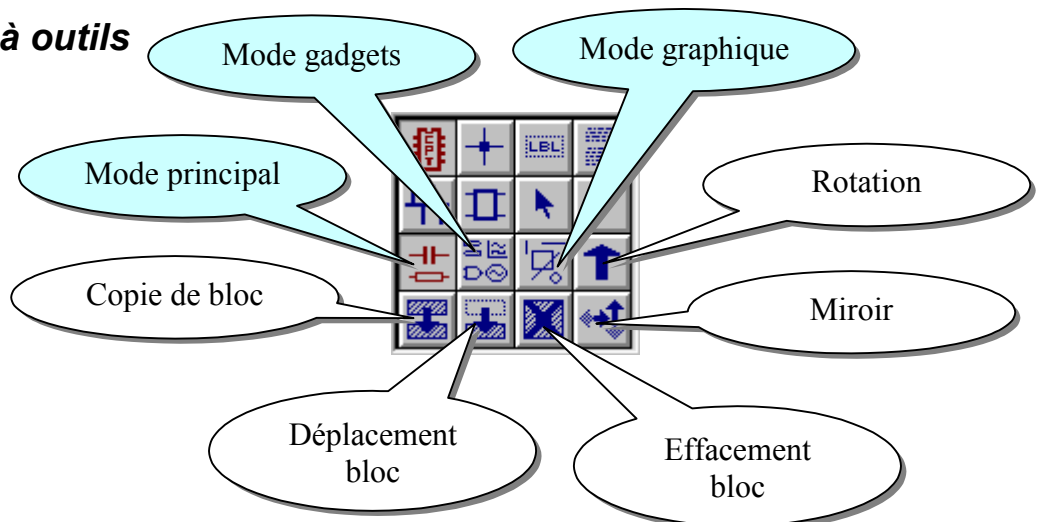 à outils
Mode gadgets
Mode graphique
LBL
Mode principal
Rotation
Copie de bloc
Miroir
Déplacement
bloc
Effacement
bloc